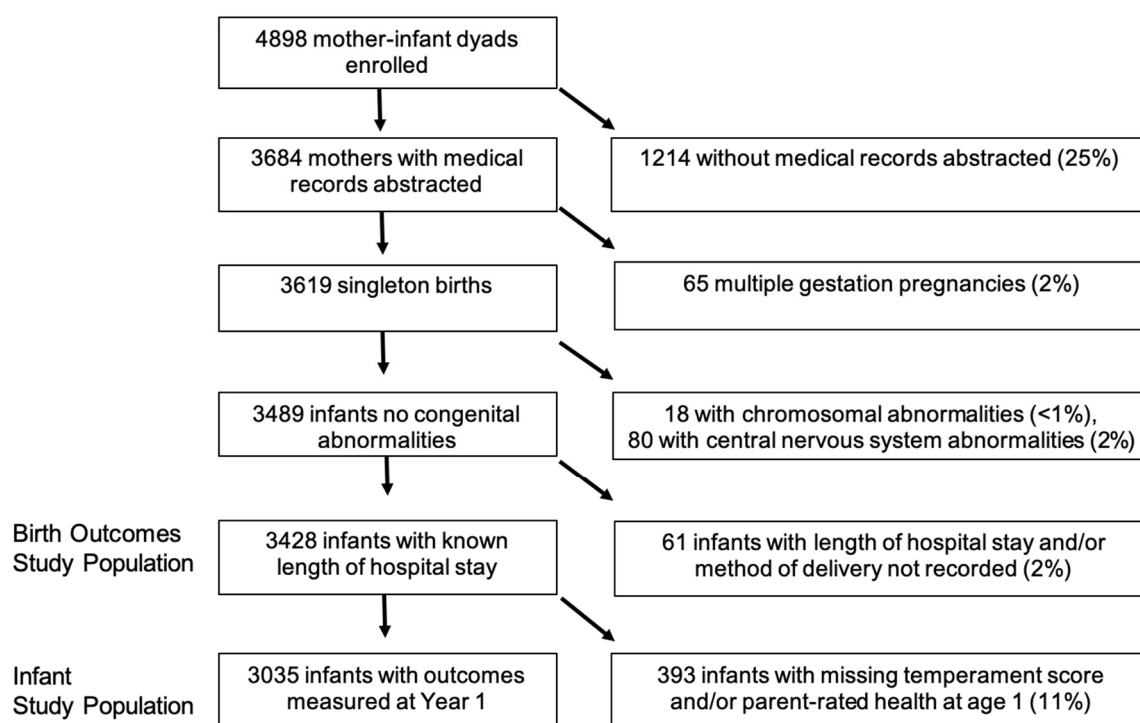 4898 mother-infant dyads
enrolled
3684 mothers with medical
records abstracted
1214 without medical records abstracted (25%)
3619 singleton births
65 multiple gestation pregnancies (2%)
3489 infants no congenital
abnormalities
18 with chromosomal abnormalities (<1%),
80 with central nervous system abnormalities (2%)
Birth Outcomes
Study Population
3428 infants with known
length of hospital stay
61 infants with length of hospital stay and/or
method of delivery not recorded (2%)
Infant
Study Population
3035 infants with outcomes
measured at Year 1
393 infants with missing temperament score
and/or parent-rated health at age 1 (11%)